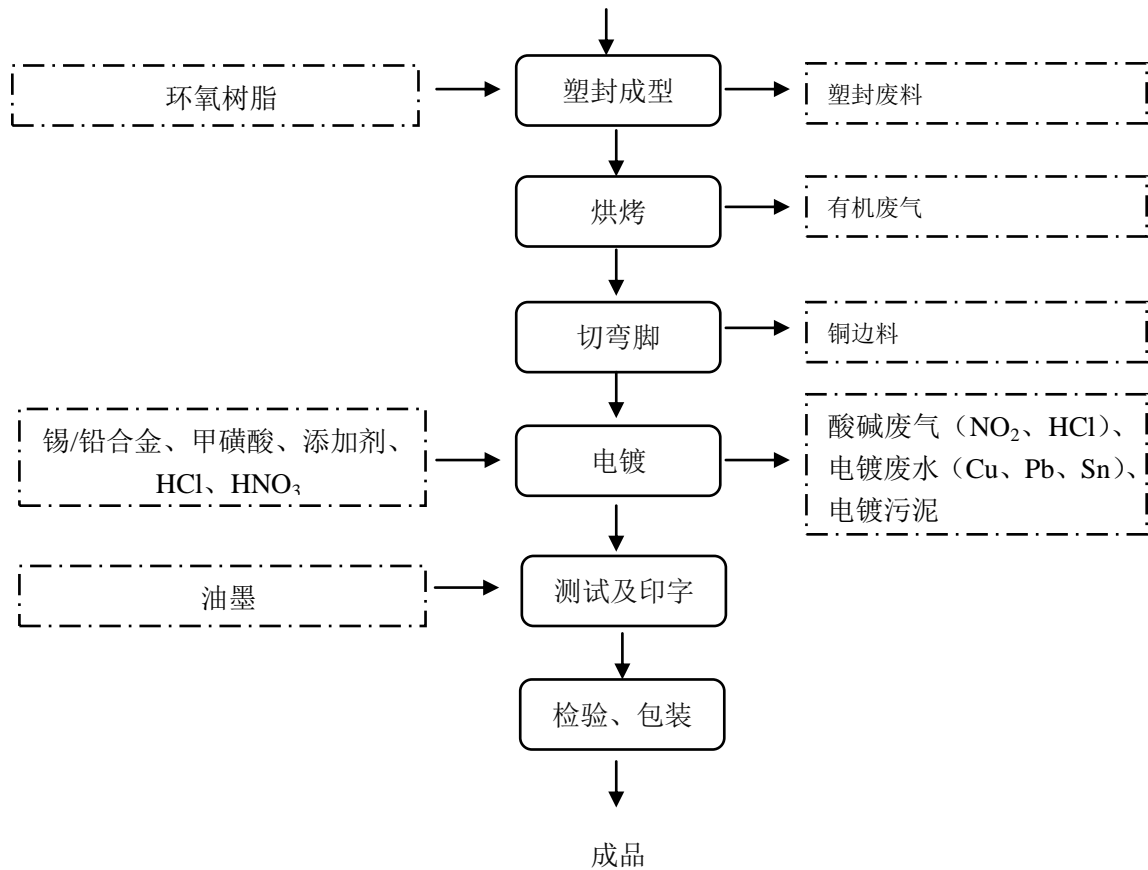 环氧树脂
塑封成型
塑封废料
烘烤
有机废气
切弯脚
铜边料
锡/铅合金、甲磺酸、添加剂、
HCl、HNO₃
电镀
酸碱废气（NO₂、HCl）、
电镀废水（Cu、Pb、Sn）、
电镀污泥
油墨
测试及印字
检验、包装
成品